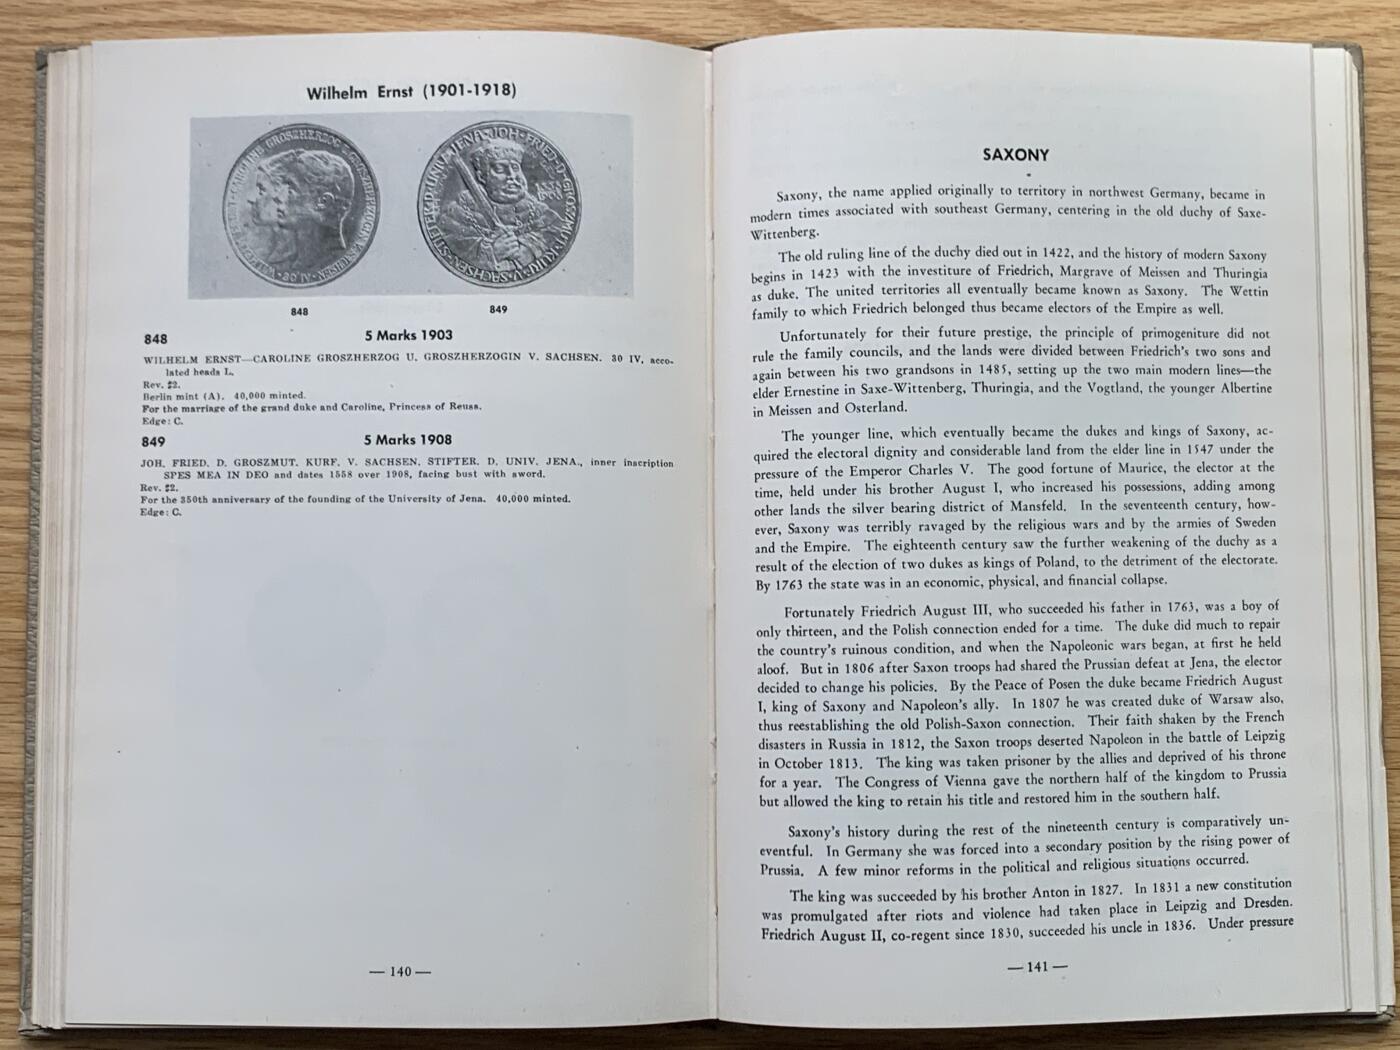 Wilhelm Ernst (1901-1918)
848
849
848 5 Marks 1903
WILHELM ERNST—CAROLINE GROSZHERZOG U. GROSZHERZOGIN V. SACHSEN. 30 IV. acco-
lated heads L.
Rev. #2.
Berlin mint (A). 40,000 minted.
For the marriage of the grand duke and Caroline, Princess of Reuss.
Edge: C.
849 5 Marks 1908
JOH. FRIED. D. GROSZMUT. KURF. V. SACHSEN. STIFTER. D. UNIV. JENA., inner inscription
SPES MEA IN DEO and dates 1558 over 1908, facing bust with sword.
Rev. #2.
For the 350th anniversary of the founding of the University of Jena. 40,000 minted.
Edge: C.
— 140 —
SAXONY
Saxony, the name applied originally to territory in northwest Germany, became in
modern times associated with southeast Germany, centering in the old duchy of Saxe-
Wittenberg.
The old ruling line of the duchy died out in 1422, and the history of modern Saxony
begins in 1423 with the investiture of Friedrich, Margrave of Meissen and Thuringia
as duke. The united territories all eventually became known as Saxony. The Wettin
family to which Friedrich belonged thus became electors of the Empire as well.
Unfortunately for their future prestige, the principle of primogeniture did not
rule the family councils, and the lands were divided between Friedrich's two sons and
again between his two grandsons in 1485, setting up the two main modern lines—the
elder Ernestine in Saxe-Wittenberg, Thuringia, and the Vogtland, the younger Albertine
in Meissen and Osterland.
The younger line, which eventually became the dukes and kings of Saxony, ac-
quired the electoral dignity and considerable land from the elder line in 1547 under the
pressure of the Emperor Charles V. The good fortune of Maurice, the elector at the
time, held under his brother August I, who increased his possessions, adding among
other lands the silver bearing district of Mansfeld. In the seventeenth century, how-
ever, Saxony was terribly ravaged by the religious wars and by the armies of Sweden
and the Empire. The eighteenth century saw the further weakening of the duchy as a
result of the election of two dukes as kings of Poland, to the detriment of the electorate.
By 1763 the state was in an economic, physical, and financial collapse.
Fortunately Friedrich August III, who succeeded his father in 1763, was a boy of
only thirteen, and the Polish connection ended for a time. The duke did much to repair
the country's ruinous condition, and when the Napoleonic wars began, at first he held
aloof. But in 1806 after Saxon troops had shared the Prussian defeat at Jena, the elector
decided to change his policies. By the Peace of Posen the duke became Friedrich August
I, king of Saxony and Napoleon's ally. In 1807 he was created duke of Warsaw also,
thus reestablishing the old Polish-Saxon connection. Their faith shaken by the French
disasters in Russia in 1812, the Saxon troops deserted Napoleon in the battle of Leipzig
in October 1813. The king was taken prisoner by the allies and deprived of his throne
for a year. The Congress of Vienna gave the northern half of the kingdom to Prussia
but allowed the king to retain his title and restored him in the southern half.
Saxony's history during the rest of the nineteenth century is comparatively un-
eventful. In Germany she was forced into a secondary position by the rising power of
Prussia. A few minor reforms in the political and religious situations occurred.
The king was succeeded by his brother Anton in 1827. In 1831 a new constitution
was promulgated after riots and violence had taken place in Leipzig and Dresden.
Friedrich August II, co-regent since 1830, succeeded his uncle in 1836. Under pressure
— 141 —